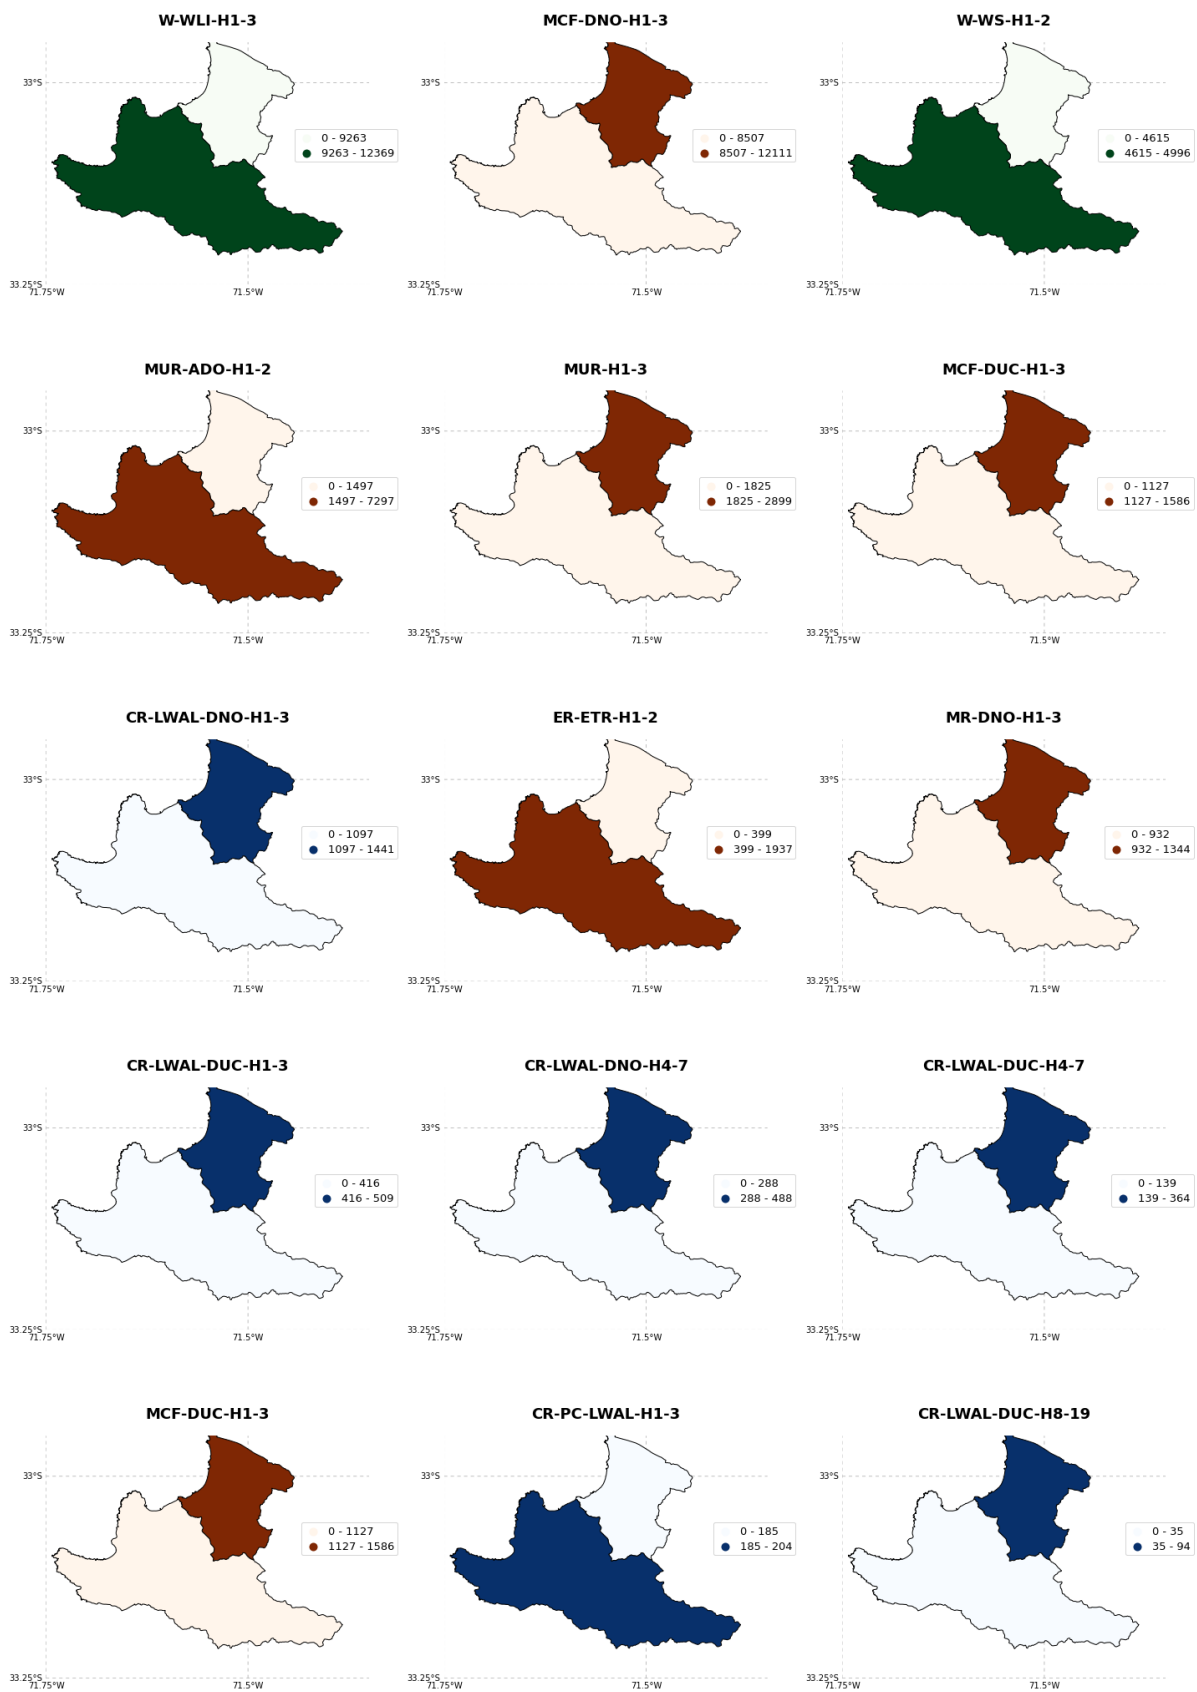 W-WLI-H1-3
MCF-DNO-H1-3
W-WS-H1-2
33°S
0 - 9263
9263 - 12369
33.25°S
71.75°W
71.5°W
33°S
0 - 8507
8507 - 12111
33.25°S
71.75°W
71.5°W
33°S
0 - 4615
4615 - 4996
33.25°S
71.75°W
71.5°W
MUR-ADO-H1-2
MUR-H1-3
MCF-DUC-H1-3
33°S
0 - 1497
1497 - 7297
33.25°S
71.75°W
71.5°W
33°S
0 - 1825
1825 - 2899
33.25°S
71.75°W
71.5°W
33°S
0 - 1127
1127 - 1586
33.25°S
71.75°W
71.5°W
CR-LWAL-DNO-H1-3
ER-ETR-H1-2
MR-DNO-H1-3
33°S
0 - 1097
1097 - 1441
33.25°S
71.75°W
71.5°W
33°S
0 - 399
399 - 1937
33.25°S
71.75°W
71.5°W
33°S
0 - 932
932 - 1344
33.25°S
71.75°W
71.5°W
CR-LWAL-DUC-H1-3
CR-LWAL-DNO-H4-7
CR-LWAL-DUC-H4-7
33°S
0 - 416
416 - 509
33.25°S
71.75°W
71.5°W
33°S
0 - 288
288 - 488
33.25°S
71.75°W
71.5°W
33°S
0 - 139
139 - 364
33.25°S
71.75°W
71.5°W
MCF-DUC-H1-3
CR-PC-LWAL-H1-3
CR-LWAL-DUC-H8-19
33°S
0 - 1127
1127 - 1586
33.25°S
71.75°W
71.5°W
33°S
0 - 185
185 - 204
33.25°S
71.75°W
71.5°W
33°S
0 - 35
35 - 94
33.25°S
71.75°W
71.5°W